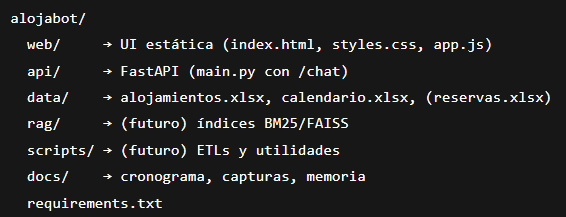 alojabot/
  web/     → UI estática (index.html, styles.css, app.js)
  api/     → FastAPI (main.py con /chat)
  data/    → alojamientos.xlsx, calendario.xlsx, (reservas.xlsx)
  rag/     → (futuro) índices BM25/FAISS
  scripts/ → (futuro) ETLs y utilidades
  docs/    → cronograma, capturas, memoria
  requirements.txt